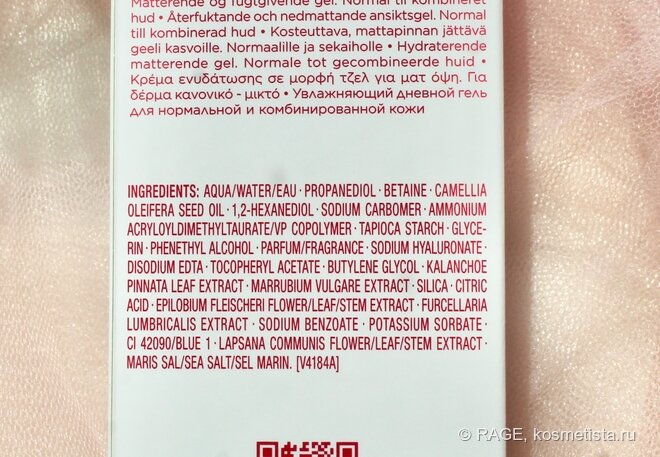 Matterende og fugtgivende gel. Normal til kombineret
hud • Återfuktande och nedmattande ansiktsgel. Normal
till kombinerad hud • Kosteuttava, mattapinnan jättävä
geeli kasvoille. Normaalille ja sekaiholle • Hydraterende
matterende gel. Normale tot gecombineerde huid •
Κρέμα ενυδάτωσης σε μορφή τζελ για ματ όψη. Για
δέρμα κανονικό - μικτό • Увлажняющий дневной гель
для нормальной и комбинированной кожи
INGREDIENTS: AQUA/WATER/EAU · PROPANEDIOL · BETAINE · CAMELLIA
OLEIFERA SEED OIL · 1,2-HEXANEDIOL · SODIUM CARBOMER · AMMONIUM
ACRYLOYLDIMETHYLTAURATE/VP COPOLYMER · TAPIOCA STARCH · GLYCE-
RIN · PHENETHYL ALCOHOL · PARFUM/FRAGRANCE · SODIUM HYALURONATE ·
DISODIUM EDTA · TOCOPHERYL ACETATE · BUTYLENE GLYCOL · KALANCHOE
PINNATA LEAF EXTRACT · MARRUBIUM VULGARE EXTRACT · SILICA · CITRIC
ACID · EPILOBIUM FLEISCHERI FLOWER/LEAF/STEM EXTRACT · FURCELLARIA
LUMBRICALIS EXTRACT · SODIUM BENZOATE · POTASSIUM SORBATE ·
CI 42090/BLUE 1 · LAPSANA COMMUNIS FLOWER/LEAF/STEM EXTRACT ·
MARIS SAL/SEA SALT/SEL MARIN. [V4184A]
© RAGE, kosmetista.ru